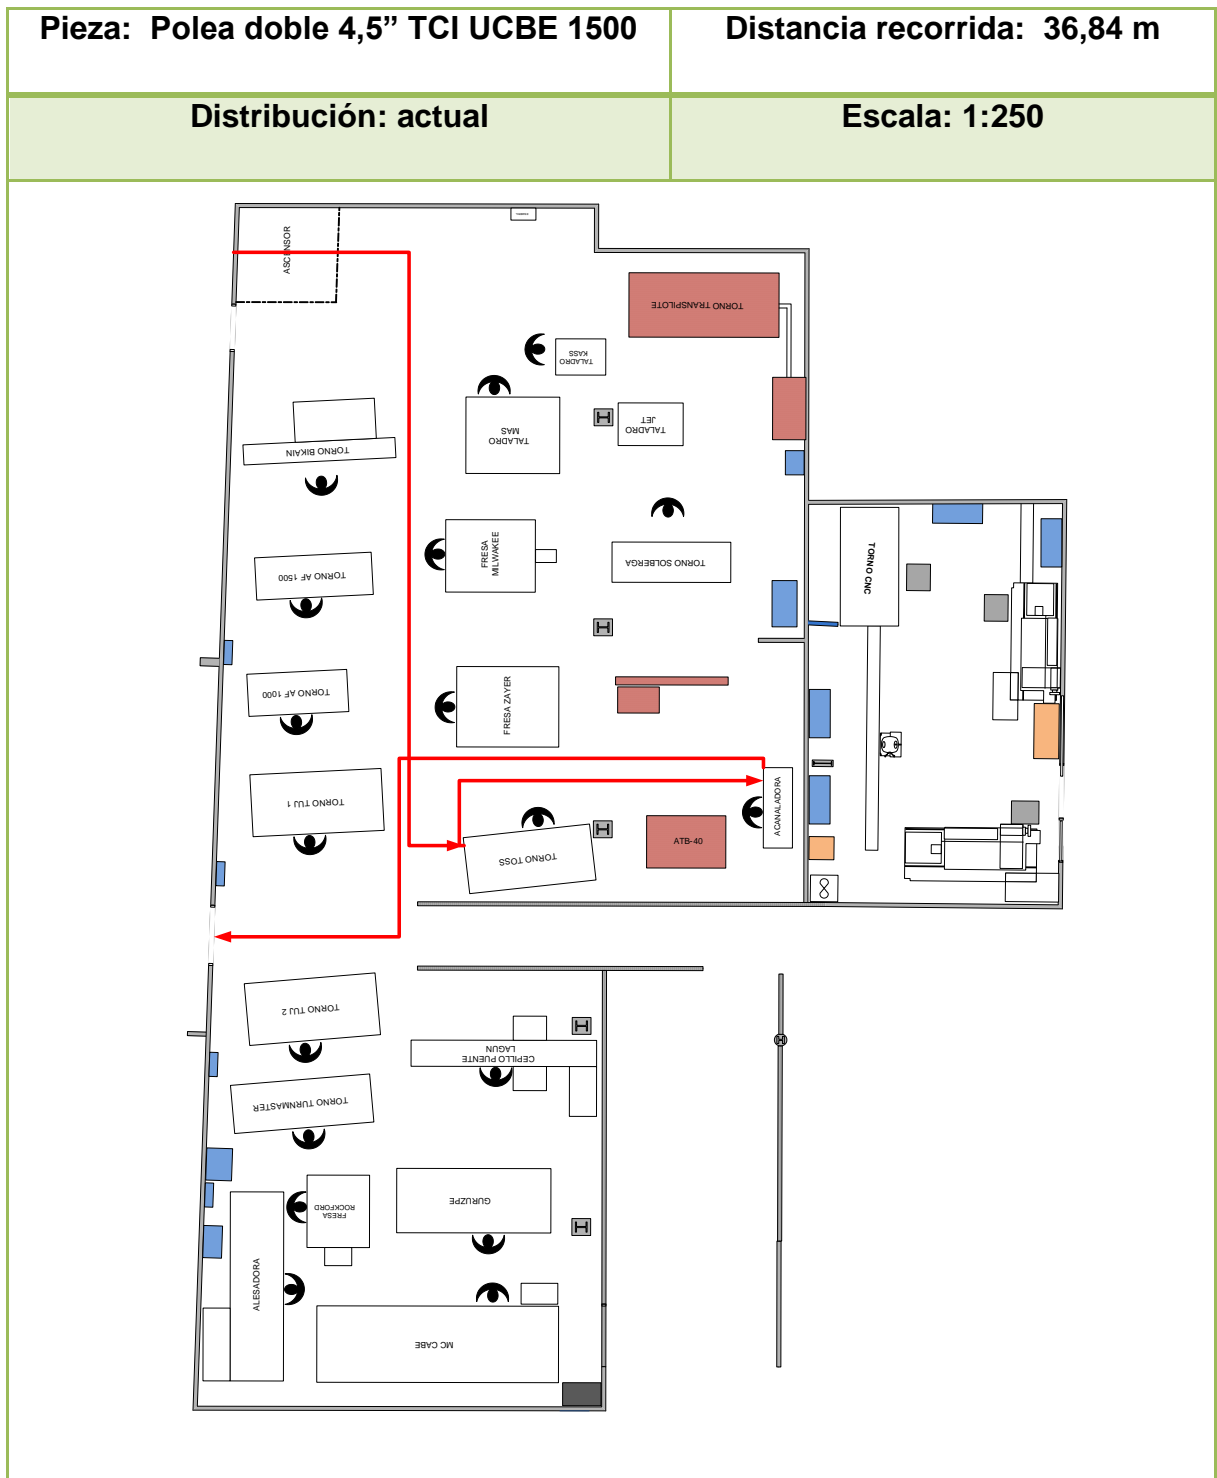 Pieza: Polea doble 4,5” TCI UCBE 1500
Distancia recorrida: 36,84 m
Distribución: actual
Escala: 1:250
ASCENSOR
TORNO TRANSPILOTE
TALADRO
KASS
TALADRO
MAS
TALADRO
JET
TORNO BIKAIN
FRESA
MILWAKEE
TORNO SOLBERGA
TORNO CNC
TORNO AF 1500
TORNO AF 1000
FRESA ZAYER
TORNO TUJ 1
ACANALADORA
TORNO TOSS
ATB-40
TORNO TUJ 2
CEPILLO PUENTE
LAGUN
TORNO TURNMASTER
FRESA
ROCKFORD
GURUZPE
ALESADORA
MC CABE